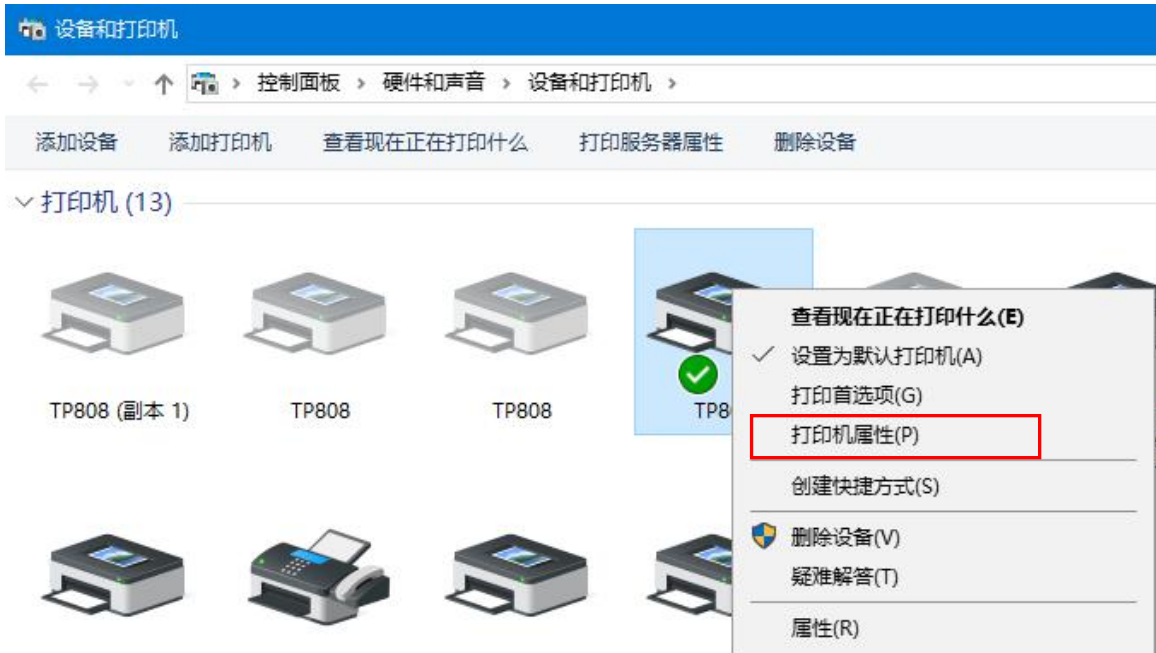 设备和打印机
控制面板 › 硬件和声音 › 设备和打印机 ›
添加设备 添加打印机 查看现在正在打印什么 打印服务器属性 删除设备
打印机 (13)
TP808 (副本 1) TP808 TP808
查看现在正在打印什么(E)
设置为默认打印机(A)
打印首选项(G)
打印机属性(P)
创建快捷方式(S)
删除设备(V)
疑难解答(T)
属性(R)